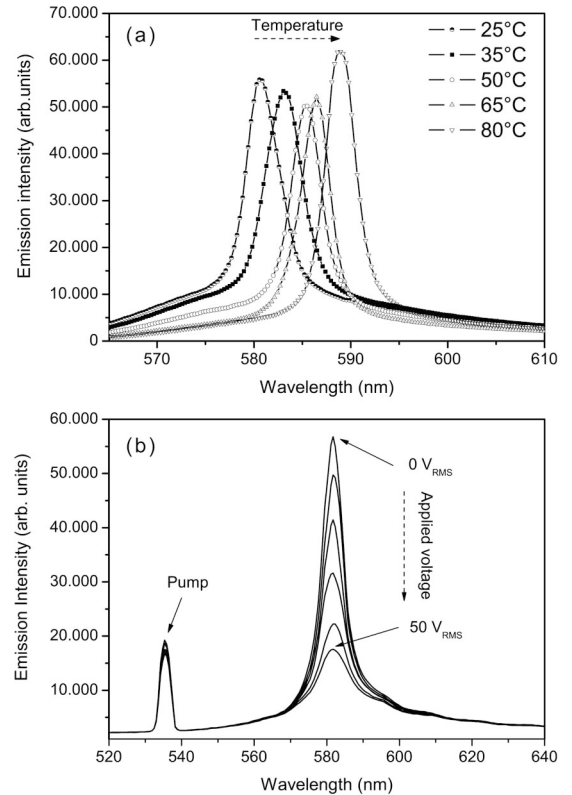 (a)
Temperature
25°C
35°C
50°C
65°C
80°C
Emission intensity (arb.units)
70.000
60.000
50.000
40.000
30.000
20.000
10.000
0
570 580 590 600 610
Wavelength (nm)
(b)
0 V_RMS
Applied voltage
Pump
50 V_RMS
Emission Intensity (arb. units)
60.000
50.000
40.000
30.000
20.000
10.000
520 540 560 580 600 620 640
Wavelength (nm)